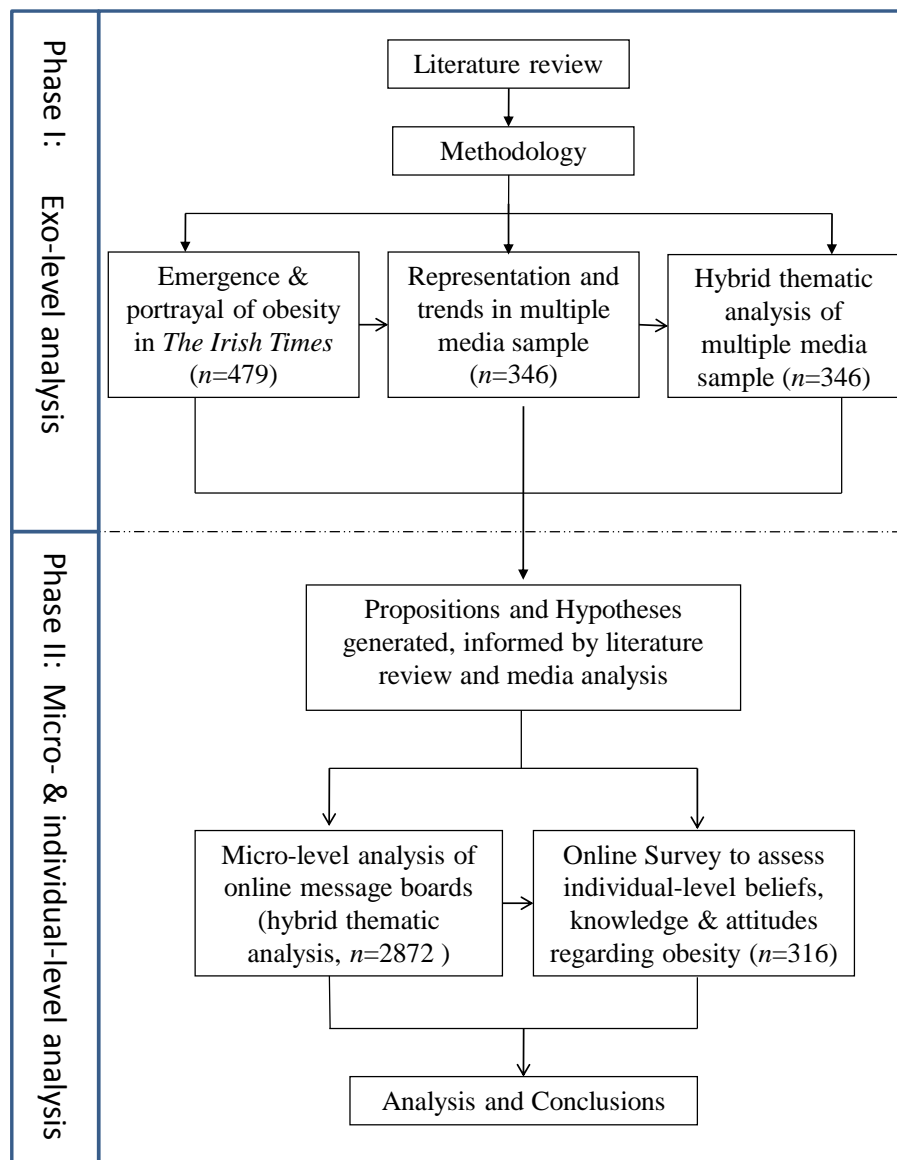 Phase I:    Exo-level analysis
Literature review
Methodology
Emergence &
portrayal of obesity
in The Irish Times
(n=479)
Representation and
trends in multiple
media sample
(n=346)
Hybrid thematic
analysis of
multiple media
sample (n=346)
Phase II: Micro- & individual-level analysis
Propositions and Hypotheses
generated, informed by literature
review and media analysis
Micro-level analysis of
online message boards
(hybrid thematic
analysis, n=2872 )
Online Survey to assess
individual-level beliefs,
knowledge & attitudes
regarding obesity (n=316)
Analysis and Conclusions